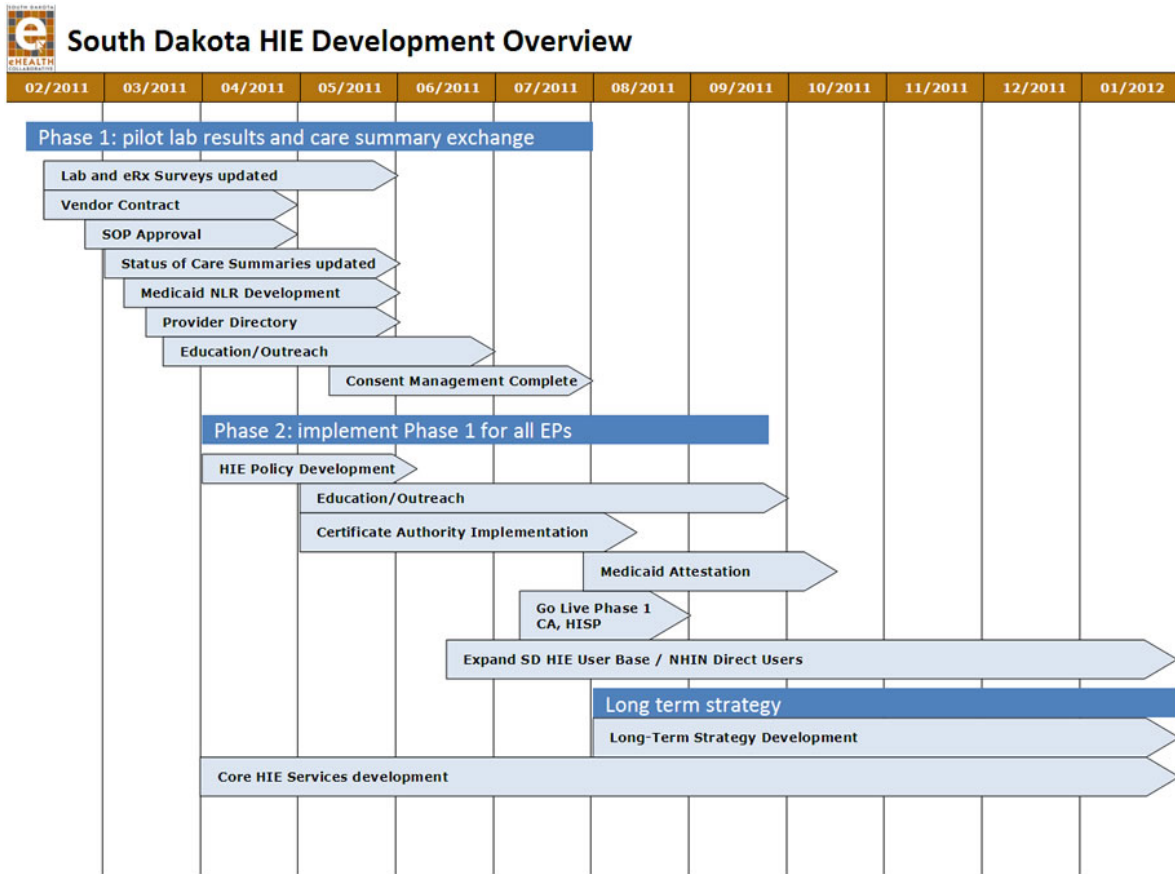 SOUTH DAKOTA
e
eHEALTH
COLLABORATIVE
South Dakota HIE Development Overview
02/2011 03/2011 04/2011 05/2011 06/2011 07/2011 08/2011 09/2011 10/2011 11/2011 12/2011 01/2012
Phase 1: pilot lab results and care summary exchange
Lab and eRx Surveys updated
Vendor Contract
SOP Approval
Status of Care Summaries updated
Medicaid NLR Development
Provider Directory
Education/Outreach
Consent Management Complete
Phase 2: implement Phase 1 for all EPs
HIE Policy Development
Education/Outreach
Certificate Authority Implementation
Medicaid Attestation
Go Live Phase 1
CA, HISP
Expand SD HIE User Base / NHIN Direct Users
Long term strategy
Long-Term Strategy Development
Core HIE Services development